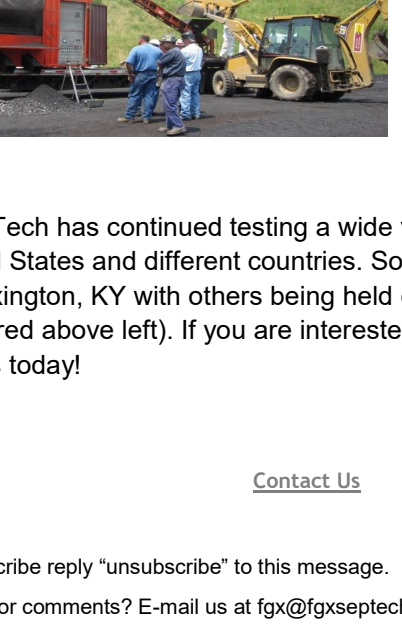 Tech has continued testing a wide
States and different countries. So
xington, KY with others being held
red above left). If you are intereste
s today!
Contact Us
cribe reply “unsubscribe” to this message.
or comments? E-mail us at fgx@fgxseptech